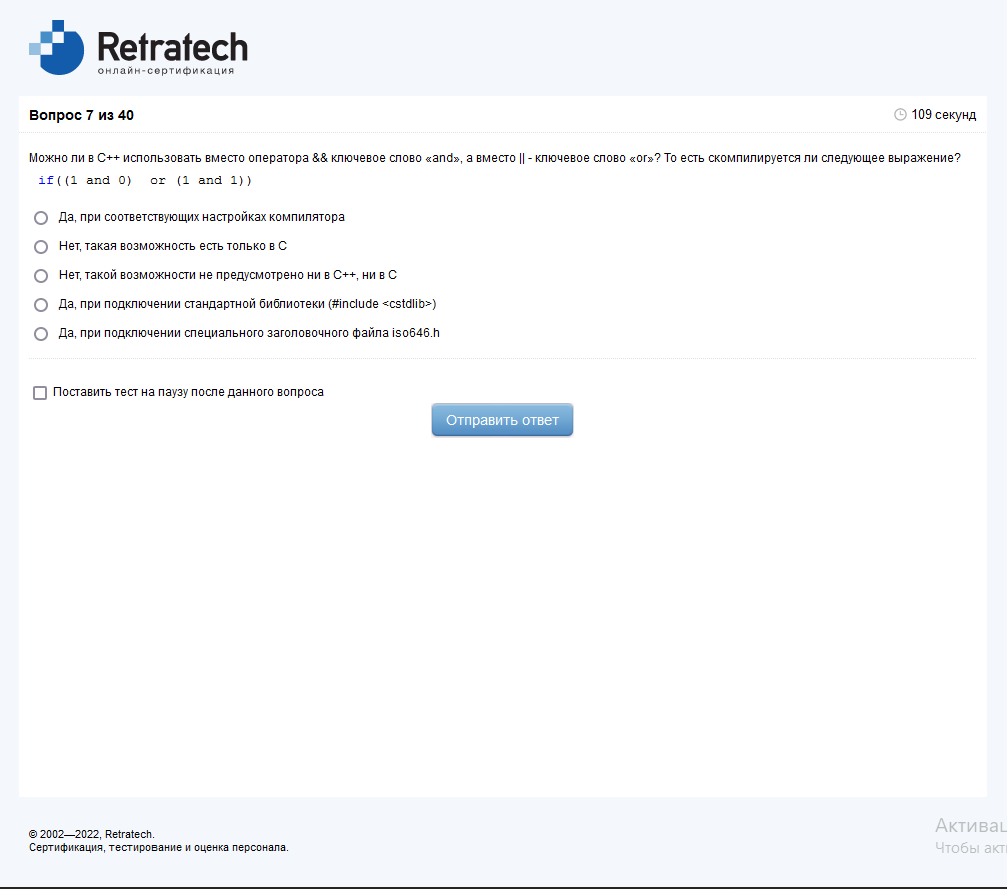 Retratech
онлайн-сертификация
Вопрос 7 из 40
109 секунд
Можно ли в C++ использовать вместо оператора && ключевое слово «and», а вместо || - ключевое слово «or»? То есть скомпилируется ли следующее выражение?
if((1 and 0)  or (1 and 1))
Да, при соответствующих настройках компилятора
Нет, такая возможность есть только в C
Нет, такой возможности не предусмотрено ни в C++, ни в C
Да, при подключении стандартной библиотеки (#include <cstdlib>)
Да, при подключении специального заголовочного файла iso646.h
Поставить тест на паузу после данного вопроса
Отправить ответ
© 2002—2022, Retratech.
Сертификация, тестирование и оценка персонала.
Активац
Чтобы акти